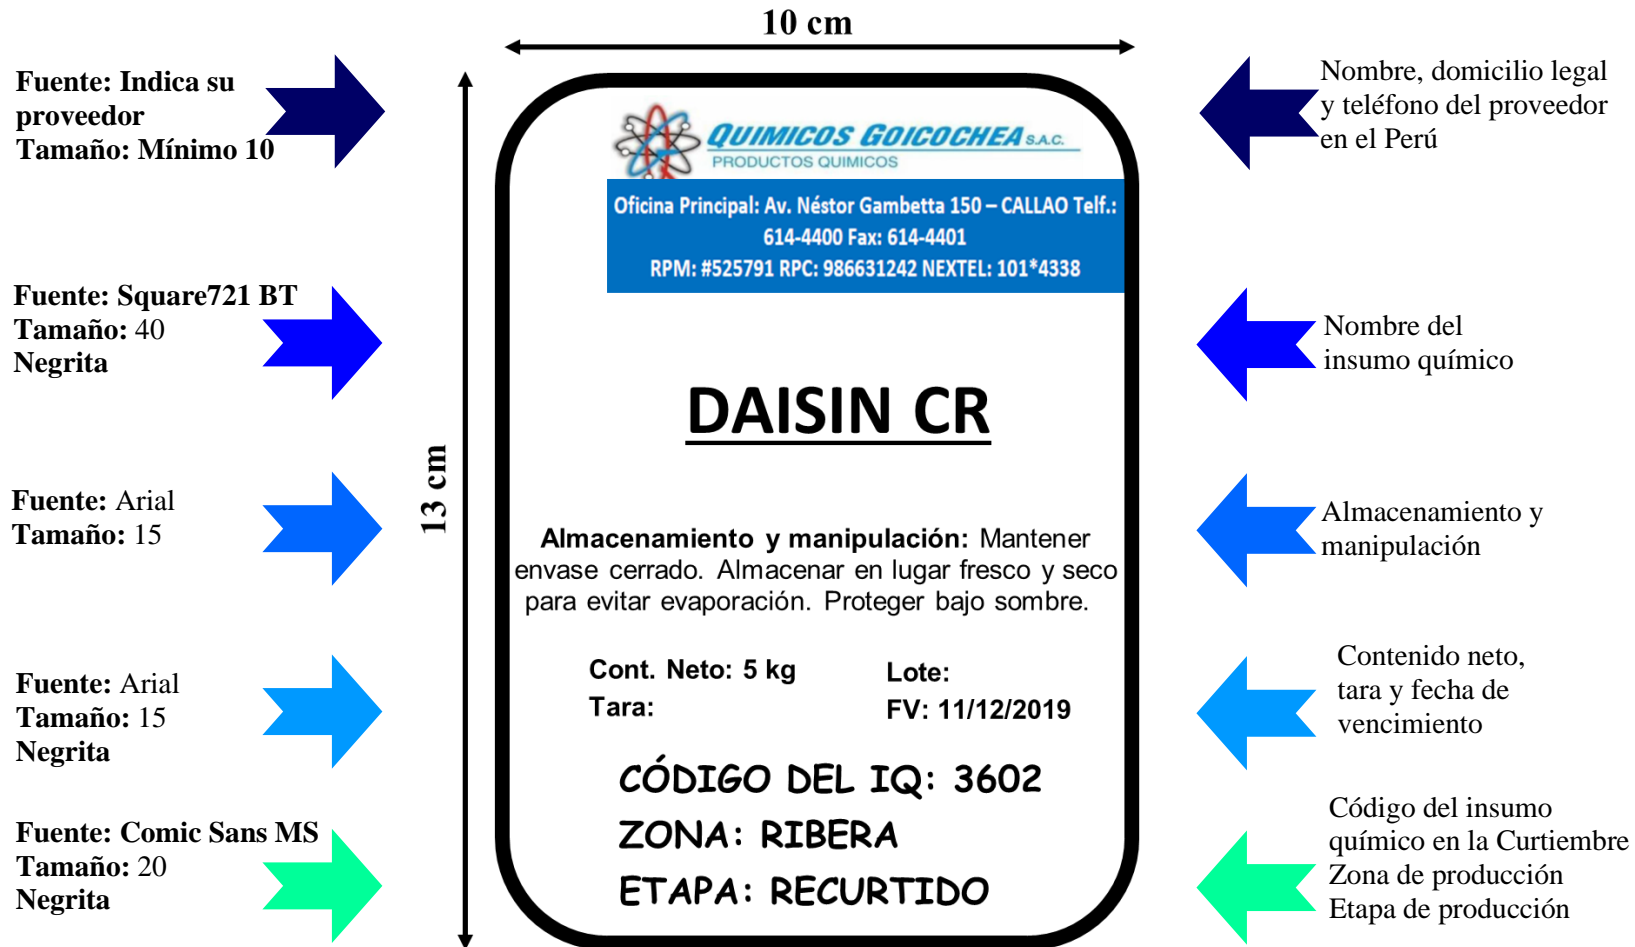 10 cm
13 cm
Fuente: Indica su
proveedor
Tamaño: Mínimo 10
Fuente: Square721 BT
Tamaño: 40
Negrita
Fuente: Arial
Tamaño: 15
Fuente: Arial
Tamaño: 15
Negrita
Fuente: Comic Sans MS
Tamaño: 20
Negrita
QUIMICOS GOICOCHEA S.A.C.
PRODUCTOS QUIMICOS
Oficina Principal: Av. Néstor Gambetta 150 – CALLAO Telf.:
614-4400 Fax: 614-4401
RPM: #525791 RPC: 986631242 NEXTEL: 101*4338
DAISIN CR
Almacenamiento y manipulación: Mantener
envase cerrado. Almacenar en lugar fresco y seco
para evitar evaporación. Proteger bajo sombre.
Cont. Neto: 5 kg
Tara:
Lote:
FV: 11/12/2019
CÓDIGO DEL IQ: 3602
ZONA: RIBERA
ETAPA: RECURTIDO
Nombre, domicilio legal
y teléfono del proveedor
en el Perú
Nombre del
insumo químico
Almacenamiento y
manipulación
Contenido neto,
tara y fecha de
vencimiento
Código del insumo
químico en la Curtiembre
Zona de producción
Etapa de producción